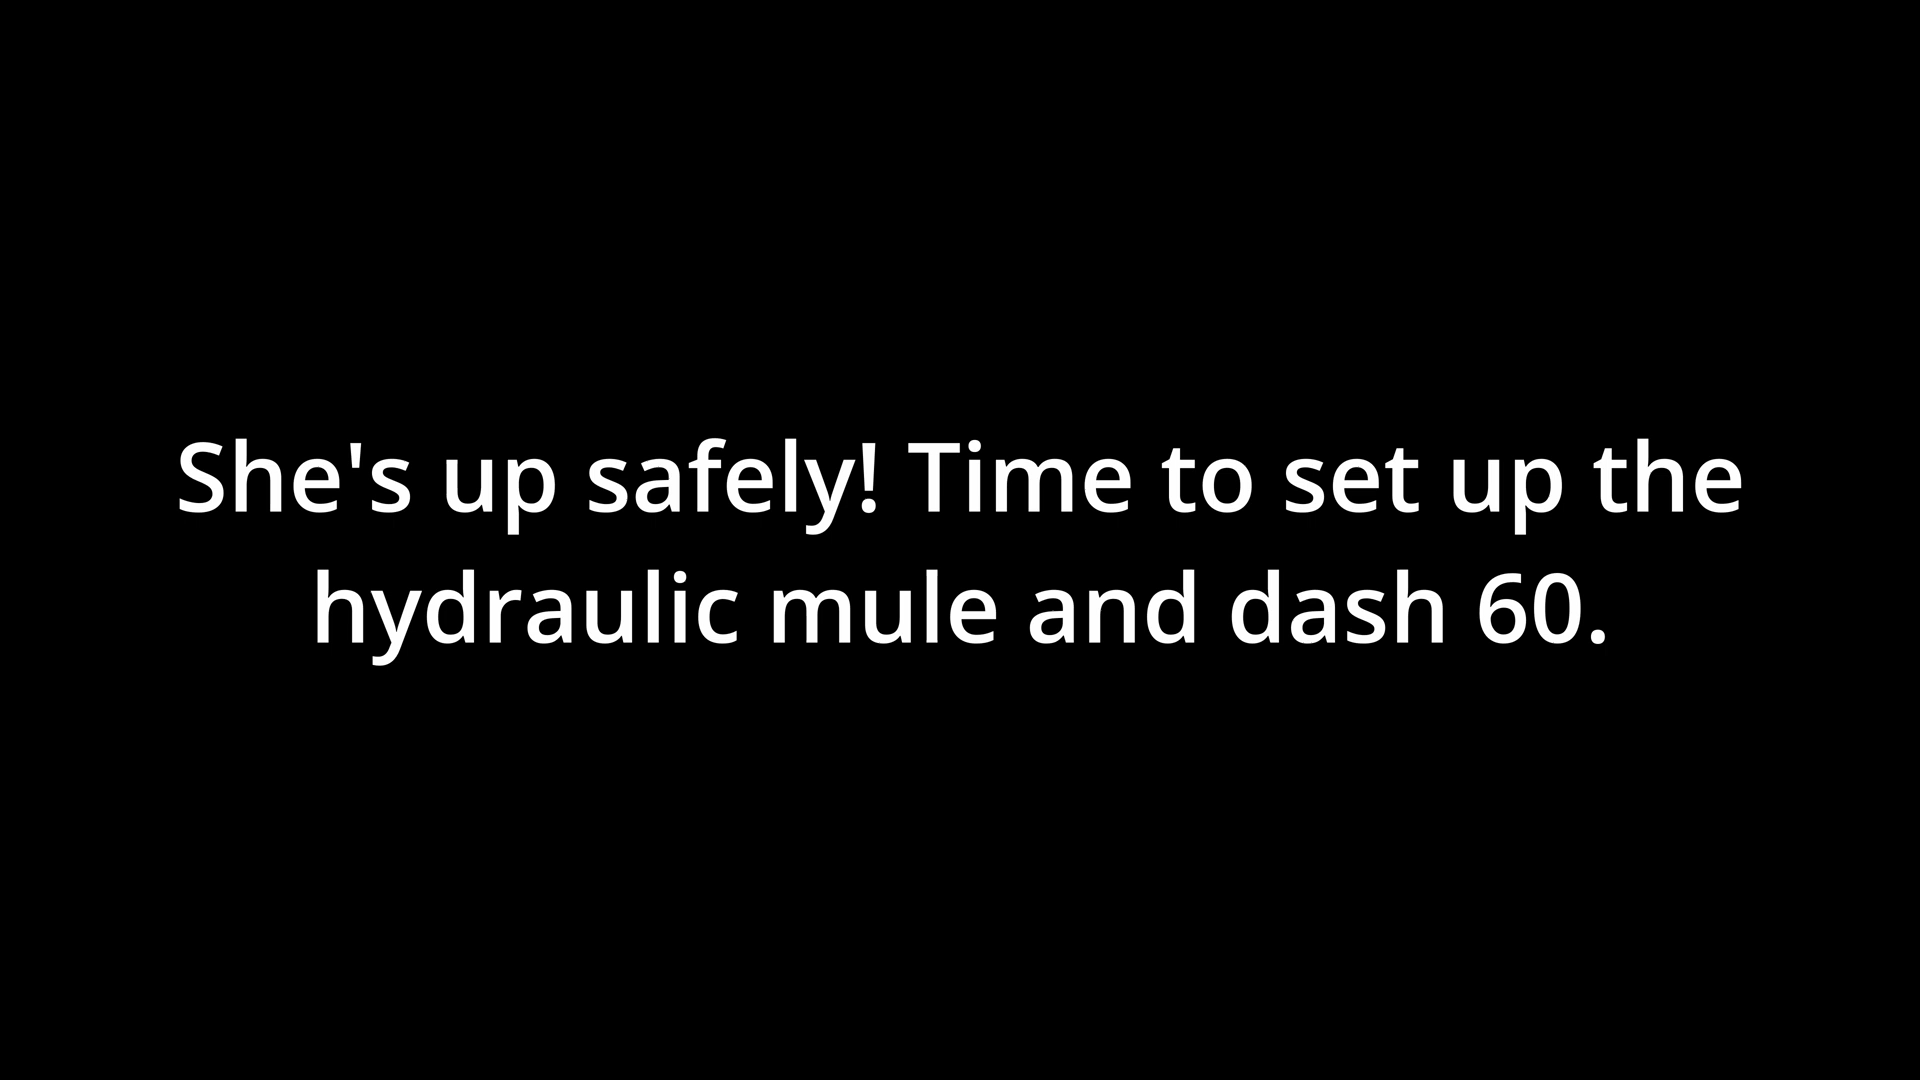 She's up safely! Time to set up the
hydraulic mule and dash 60.